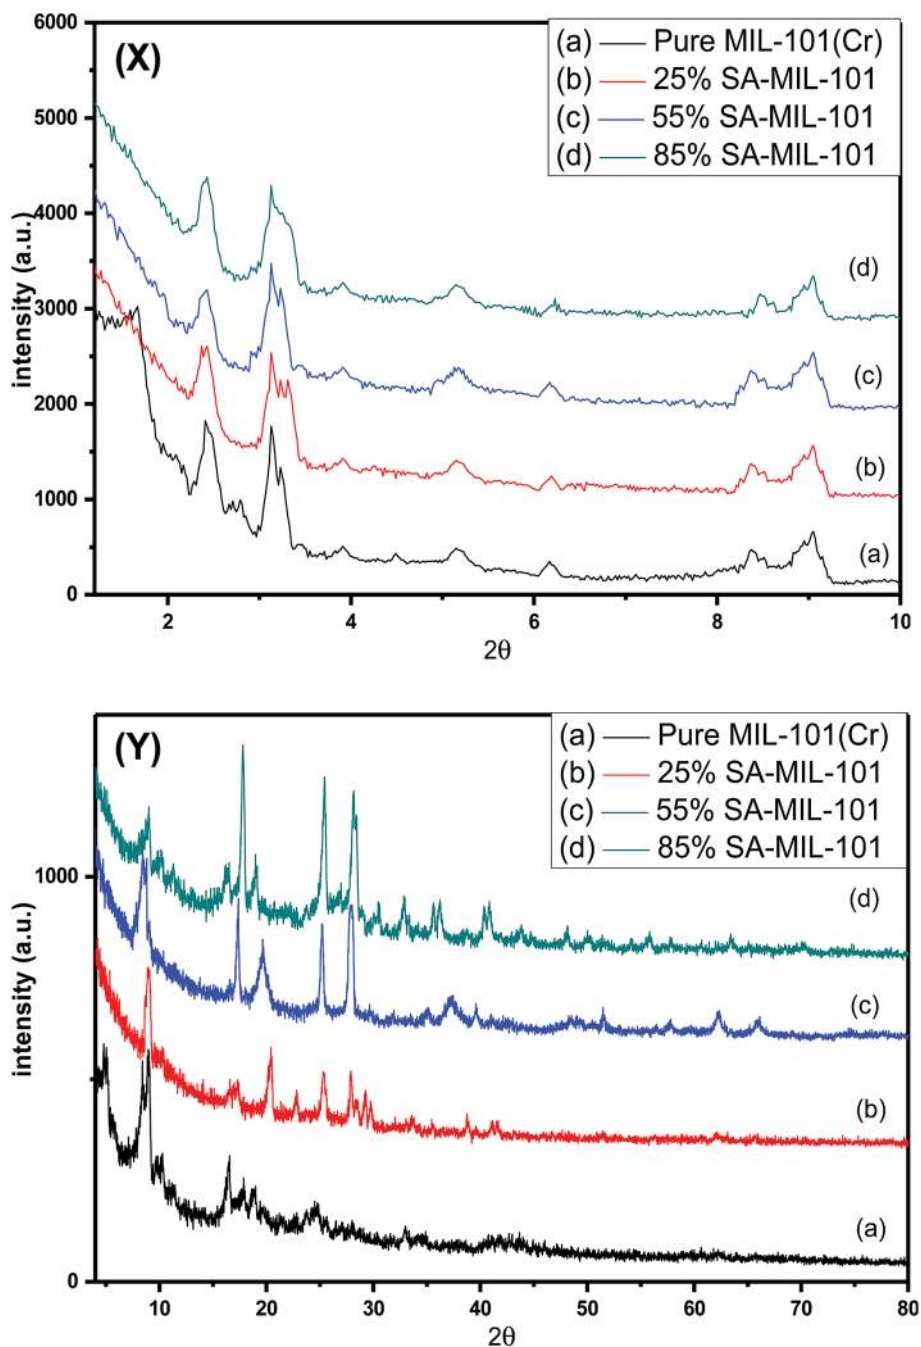 6000
5000
4000
3000
2000
1000
0
intensity (a.u.)
(X)
(a) Pure MIL-101(Cr)
(b) 25% SA-MIL-101
(c) 55% SA-MIL-101
(d) 85% SA-MIL-101
(d)
(c)
(b)
(a)
2 4 6 8 10
2θ
1000
0
intensity (a.u.)
(Y)
(a) Pure MIL-101(Cr)
(b) 25% SA-MIL-101
(c) 55% SA-MIL-101
(d) 85% SA-MIL-101
(d)
(c)
(b)
(a)
10 20 30 40 50 60 70 80
2θ